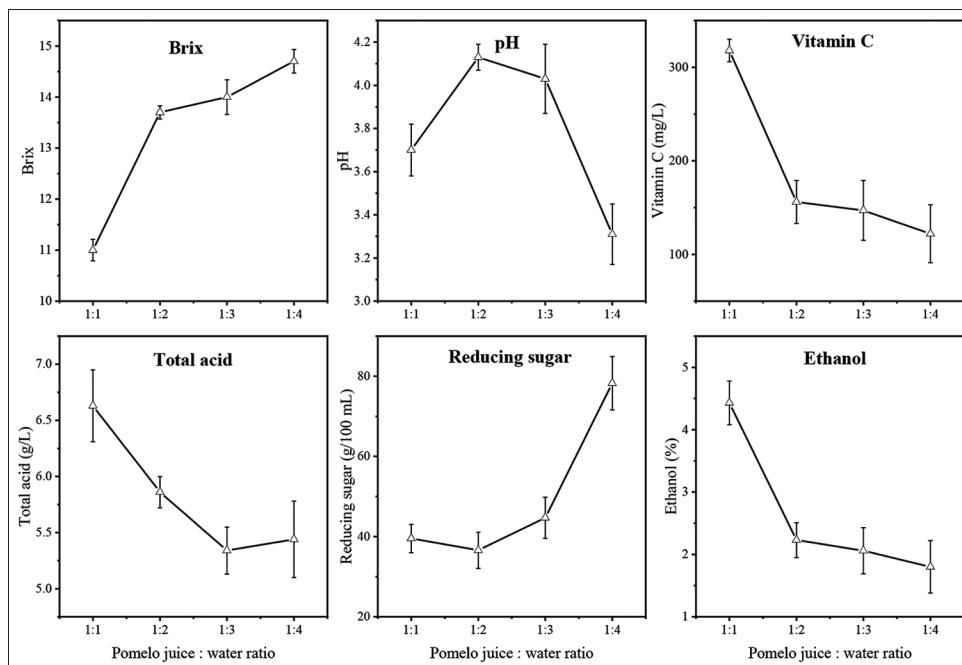 Brix
Brix
15
14
13
12
11
10
1:1 1:2 1:3 1:4
pH
pH
4.2
4.0
3.8
3.6
3.4
3.2
3.0
1:1 1:2 1:3 1:4
Vitamin C
Vitamin C (mg/L)
300
200
100
1:1 1:2 1:3 1:4
Total acid
Total acid (g/L)
7.0
6.5
6.0
5.5
5.0
1:1 1:2 1:3 1:4
Pomelo juice : water ratio
Reducing sugar
Reducing sugar (g/100 mL)
80
60
40
20
1:1 1:2 1:3 1:4
Pomelo juice : water ratio
Ethanol
Ethanol (%)
5
4
3
2
1
1:1 1:2 1:3 1:4
Pomelo juice : water ratio